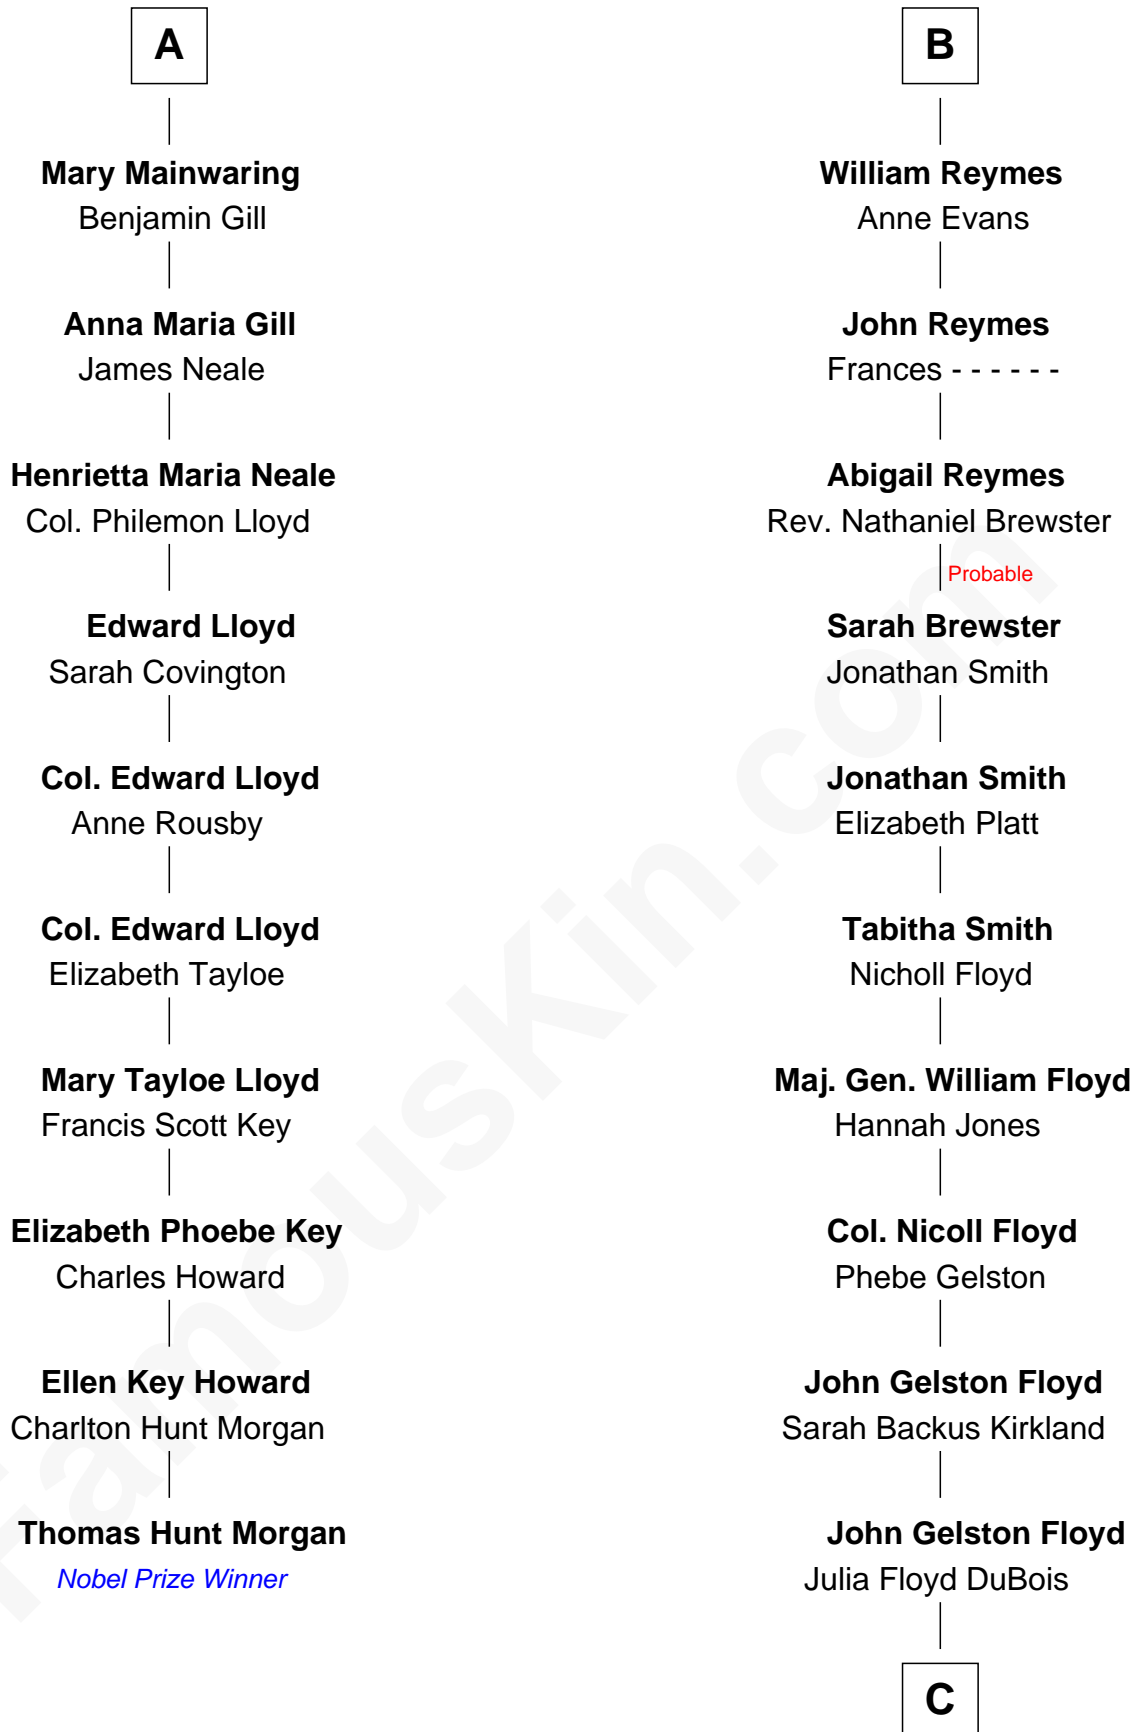 A
Mary Mainwaring
Benjamin Gill
Anna Maria Gill
James Neale
Henrietta Maria Neale
Col. Philemon Lloyd
Edward Lloyd
Sarah Covington
Col. Edward Lloyd
Anne Rousby
Col. Edward Lloyd
Elizabeth Tayloe
Mary Tayloe Lloyd
Francis Scott Key
Elizabeth Phoebe Key
Charles Howard
Ellen Key Howard
Charlton Hunt Morgan
Thomas Hunt Morgan
Nobel Prize Winner
B
William Reymes
Anne Evans
John Reymes
Frances - - - - - -
Abigail Reymes
Rev. Nathaniel Brewster
Probable
Sarah Brewster
Jonathan Smith
Jonathan Smith
Elizabeth Platt
Tabitha Smith
Nicholl Floyd
Maj. Gen. William Floyd
Hannah Jones
Col. Nicoll Floyd
Phebe Gelston
John Gelston Floyd
Sarah Backus Kirkland
John Gelston Floyd
Julia Floyd DuBois
C
FamousKin.com